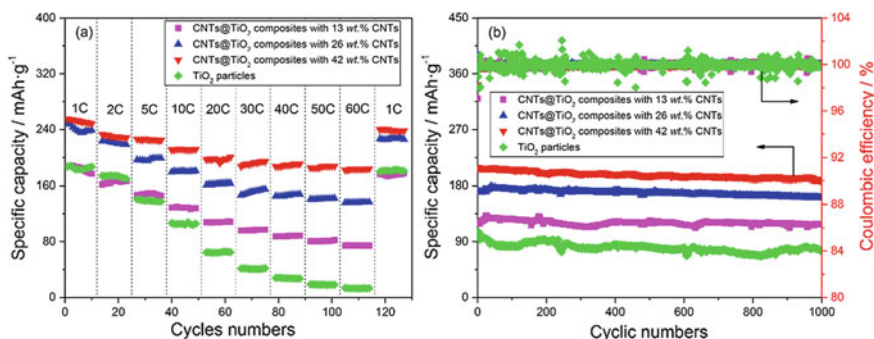 (a)
CNTs@TiO₂ composites with 13 wt.% CNTs
CNTs@TiO₂ composites with 26 wt.% CNTs
CNTs@TiO₂ composites with 42 wt.% CNTs
TiO₂ particles
1C 2C 5C 10C 20C 30C 40C 50C 60C 1C
400
320
240
160
80
0
Specific capacity / mAh·g⁻¹
0 20 40 60 80 100 120
Cycles numbers
(b)
CNTs@TiO₂ composites with 13 wt.% CNTs
CNTs@TiO₂ composites with 26 wt.% CNTs
CNTs@TiO₂ composites with 42 wt.% CNTs
TiO₂ particles
450
360
270
180
90
0
Specific capacity / mAh·g⁻¹
0 200 400 600 800 1000
Cyclic numbers
104
100
96
92
88
84
80
Coulombic efficiency / %